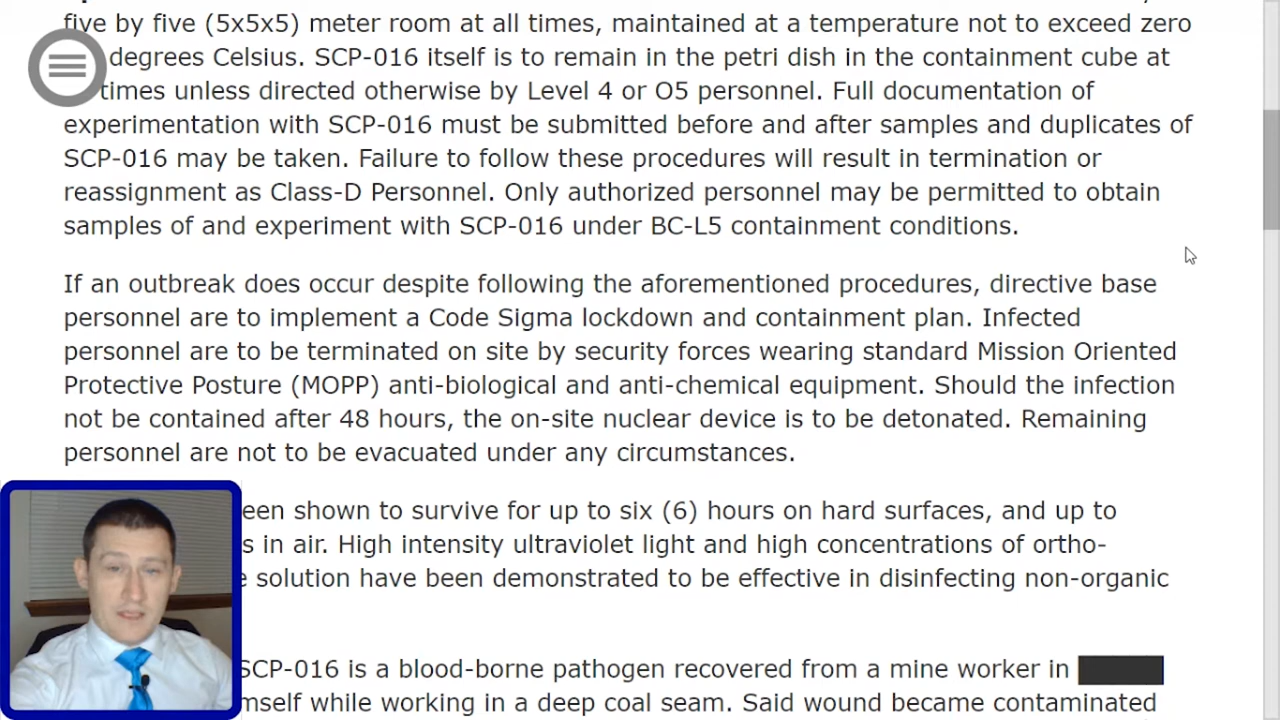 five by five (5x5x5) meter room at all times, maintained at a temperature not to exceed zero
degrees Celsius. SCP-016 itself is to remain in the petri dish in the containment cube at
times unless directed otherwise by Level 4 or O5 personnel. Full documentation of
experimentation with SCP-016 must be submitted before and after samples and duplicates of
SCP-016 may be taken. Failure to follow these procedures will result in termination or
reassignment as Class-D Personnel. Only authorized personnel may be permitted to obtain
samples of and experiment with SCP-016 under BC-L5 containment conditions.
If an outbreak does occur despite following the aforementioned procedures, directive base
personnel are to implement a Code Sigma lockdown and containment plan. Infected
personnel are to be terminated on site by security forces wearing standard Mission Oriented
Protective Posture (MOPP) anti-biological and anti-chemical equipment. Should the infection
not be contained after 48 hours, the on-site nuclear device is to be detonated. Remaining
personnel are not to be evacuated under any circumstances.
een shown to survive for up to six (6) hours on hard surfaces, and up to
s in air. High intensity ultraviolet light and high concentrations of ortho-
solution have been demonstrated to be effective in disinfecting non-organic
SCP-016 is a blood-borne pathogen recovered from a mine worker in
mself while working in a deep coal seam. Said wound became contaminated